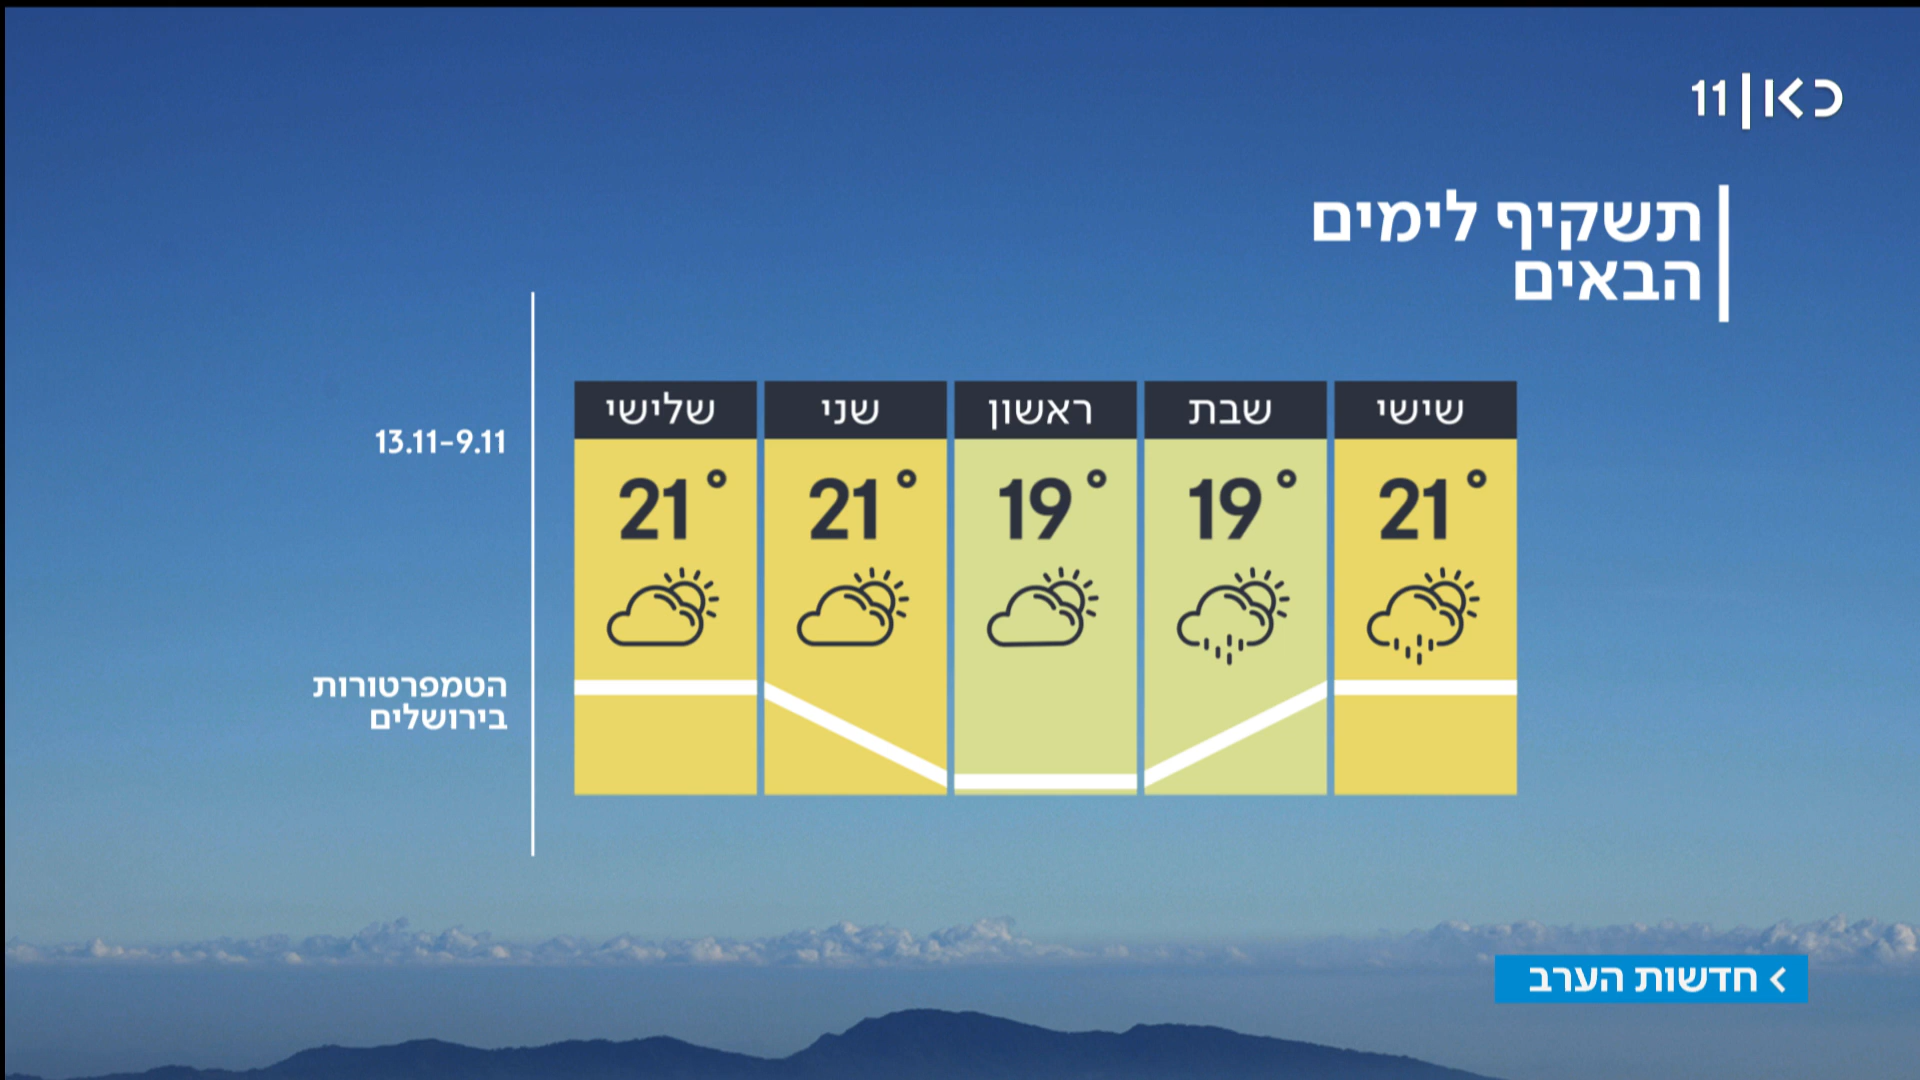 כאן 11
תשקיף לימים
הבאים
שישי
שבת
ראשון
שני
שלישי
21°
19°
19°
21°
21°
13.11-9.11
הטמפרטורות
בירושלים
חדשות הערב